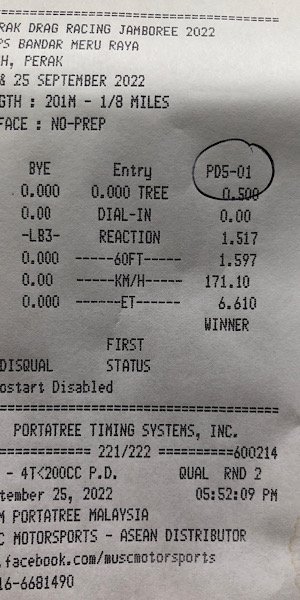 RAK DRAG RACING JAMBOREE 2022
PS BANDAR MERU RAYA
H, PERAK
& 25 SEPTEMBER 2022
GTH : 201M - 1/8 MILES
FACE : NO-PREP
BYE Entry PD5-01
0.000 0.000 TREE 0.500
0.00 DIAL-IN 0.00
-LB3- REACTION 1.517
0.000 -----60FT----- 1.597
0.00 -----KM/H----- 171.10
0.000 ------ET------ 6.610
WINNER
FIRST
DISQUAL STATUS
ostart Disabled
PORTATREE TIMING SYSTEMS, INC.
============ 221/222 ==========600214
- 4T<200CC P.D. QUAL RND 2
tember 25, 2022 05:52:09 PM
M PORTATREE MALAYSIA
C MOTORSPORTS - ASEAN DISTRIBUTOR
.facebook.com/muscmotorsports
16-6681490